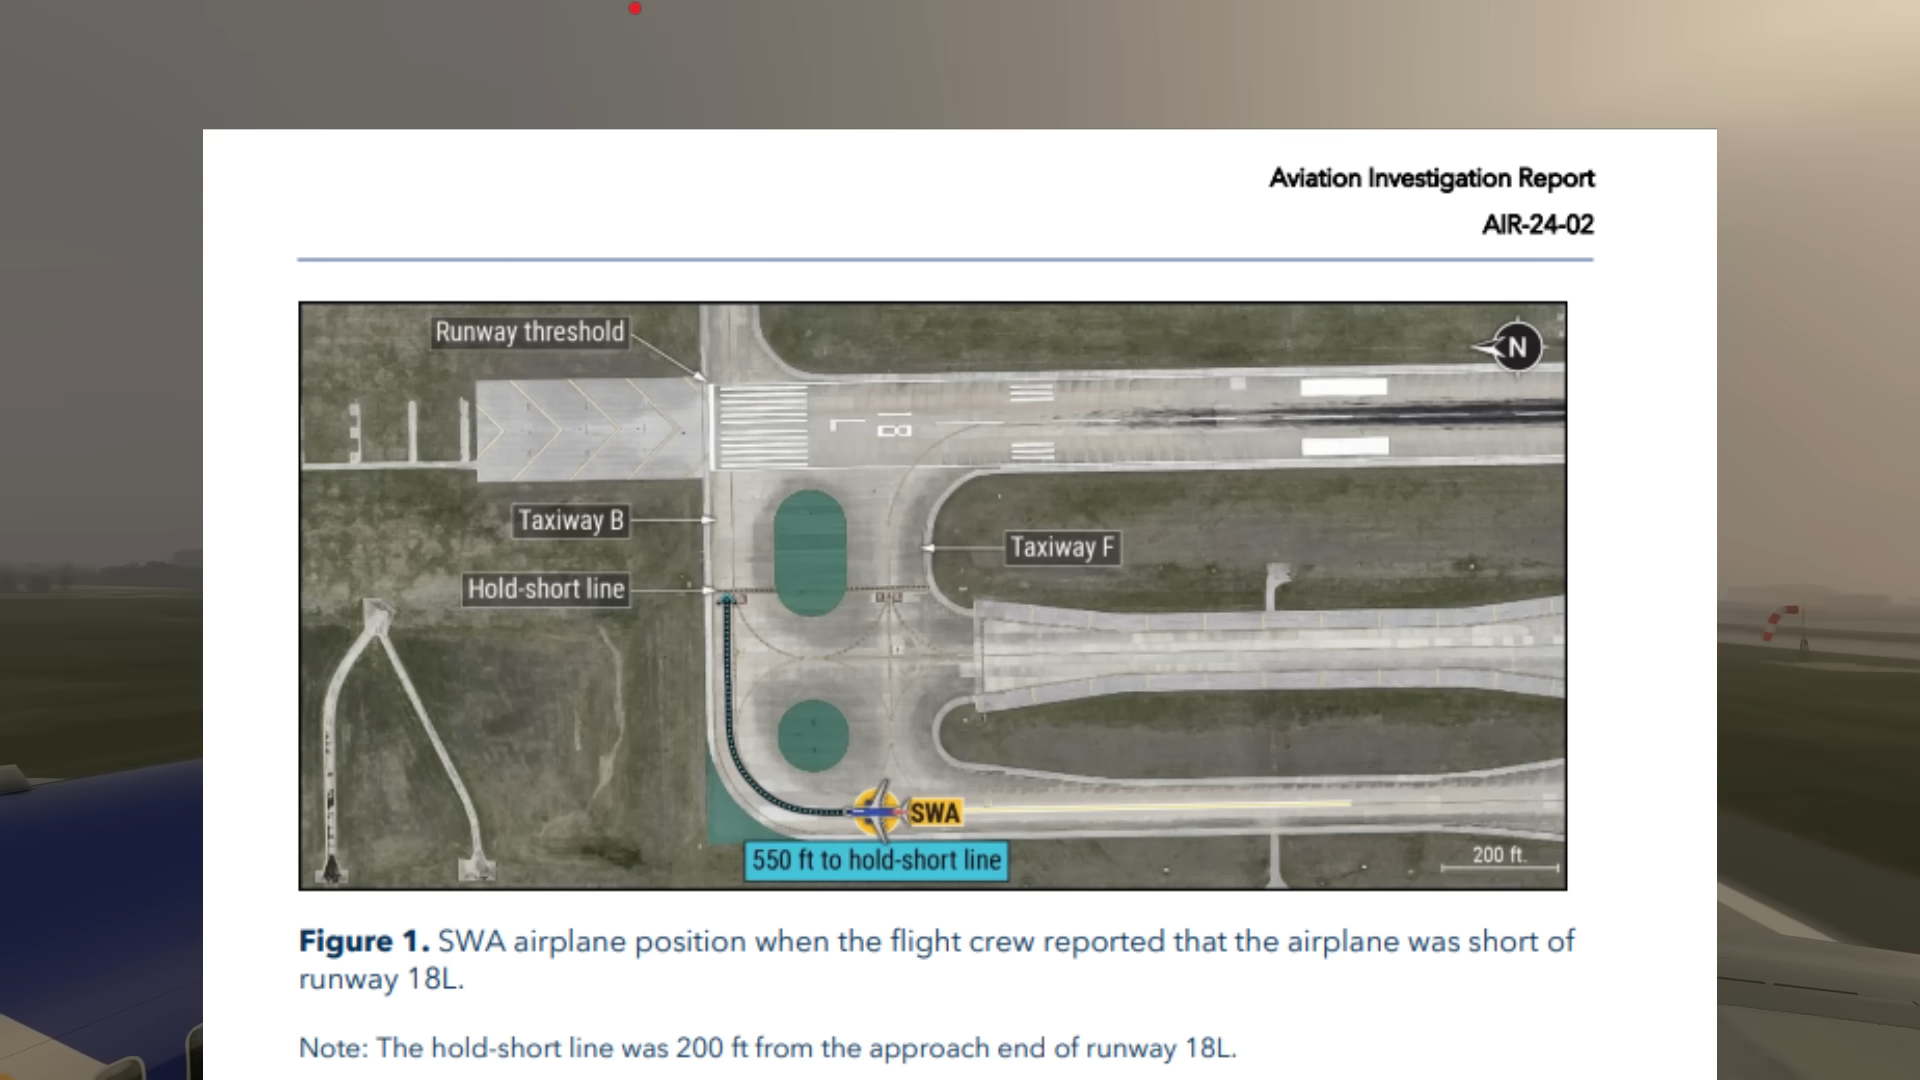 Aviation Investigation Report
AIR-24-02
Runway threshold
N
18
L
Taxiway B
Taxiway F
Hold-short line
SWA
550 ft to hold-short line
200 ft.
Figure 1. SWA airplane position when the flight crew reported that the airplane was short of
runway 18L.
Note: The hold-short line was 200 ft from the approach end of runway 18L.